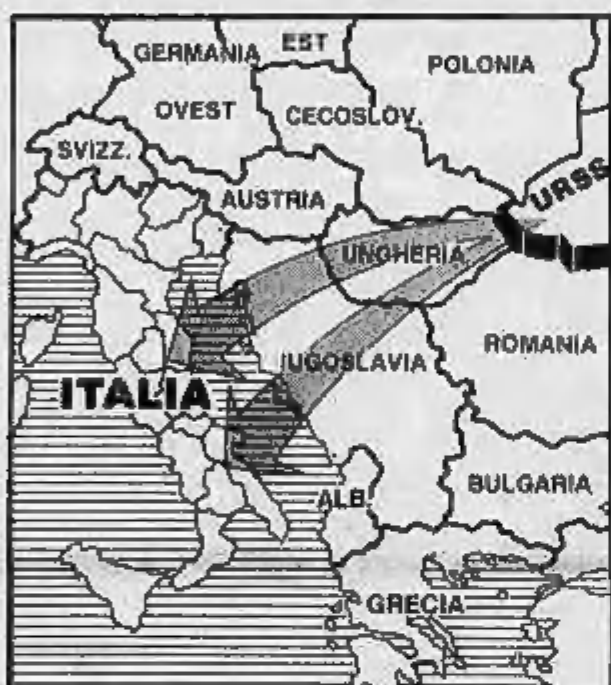 EST
GERMANIA
POLONIA
OVEST
CECOSLOV.
SVIZZ.
URSS
AUSTRIA
UNGHERIA
JUGOSLAVIA
ROMANIA
ITALIA
BULGARIA
ALB.
GRECIA